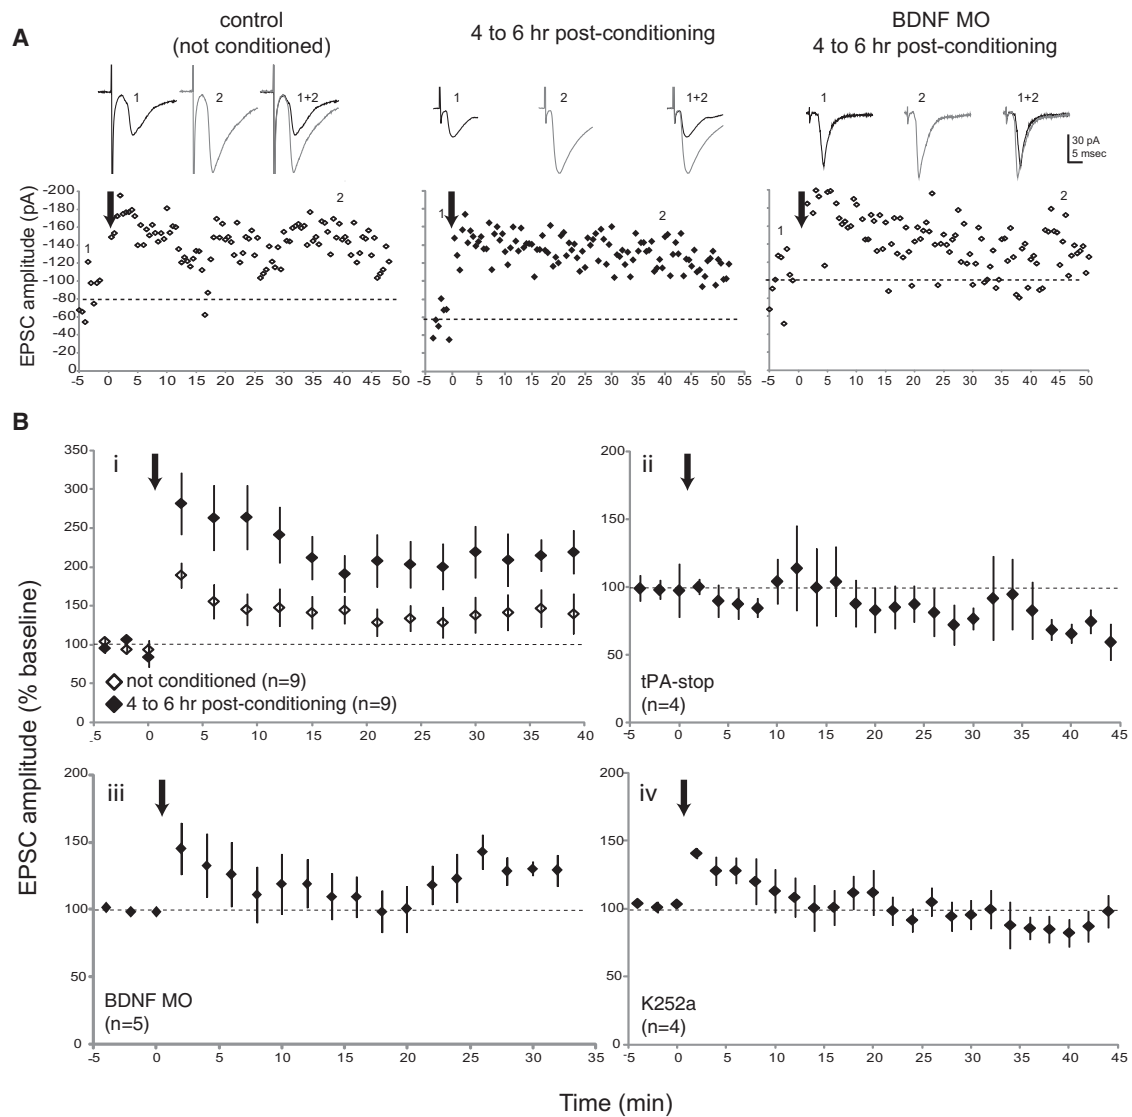 A
control
(not conditioned)
4 to 6 hr post-conditioning
BDNF MO
4 to 6 hr post-conditioning
1
2
1+2
1
2
1+2
1
2
1+2
30 pA
5 msec
EPSC amplitude (pA)
-200
-180
-160
-140
-120
-100
-80
-60
-40
-20
0
1
2
1
2
1
2
-5 0 5 10 15 20 25 30 35 40 45 50
-5 0 5 10 15 20 25 30 35 40 45 50 55
-5 0 5 10 15 20 25 30 35 40 45 50
B
EPSC amplitude (% baseline)
i
350
300
250
200
150
100
50
0
not conditioned (n=9)
4 to 6 hr post-conditioning (n=9)
-5 0 5 10 15 20 25 30 35 40
ii
200
150
100
50
0
tPA-stop
(n=4)
-5 0 5 10 15 20 25 30 35 40 45
iii
200
150
100
50
0
BDNF MO
(n=5)
-5 0 5 10 15 20 25 30 35
iv
200
150
100
50
0
K252a
(n=4)
-5 0 5 10 15 20 25 30 35 40 45
Time (min)